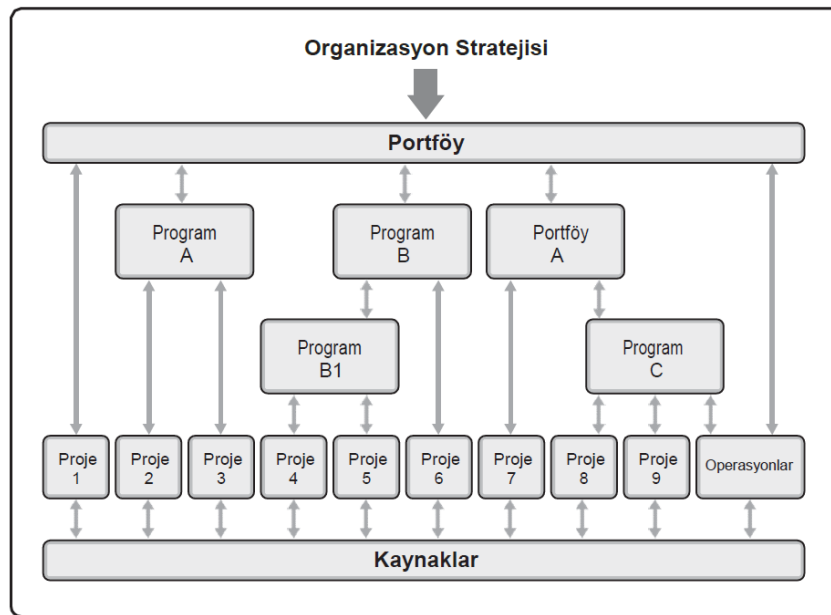 Organizasyon Stratejisi
Portföy
Program
A
Program
B
Portföy
A
Program
B1
Program
C
Proje
1
Proje
2
Proje
3
Proje
4
Proje
5
Proje
6
Proje
7
Proje
8
Proje
9
Operasyonlar
Kaynaklar